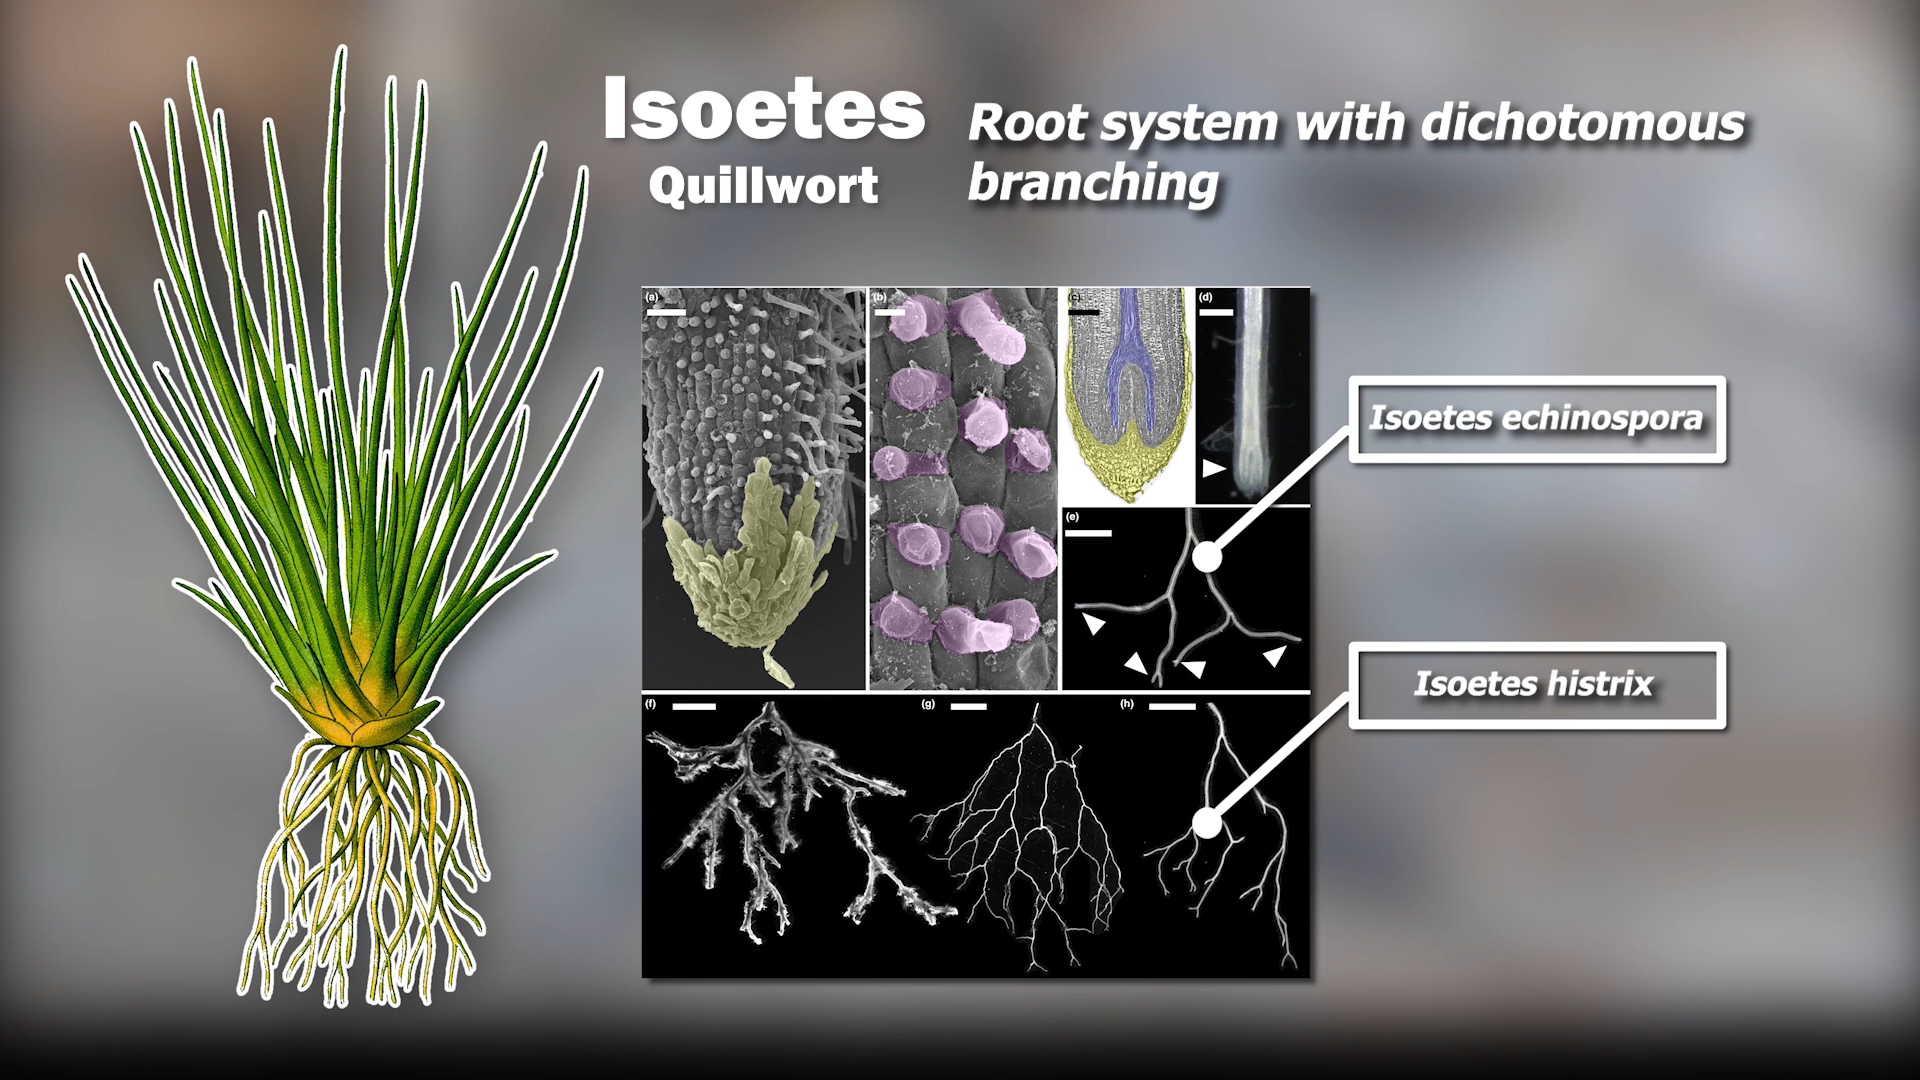 Isoetes
Quillwort
Root system with dichotomous
branching
(a)
(b)
(c)
(d)
Isoetes echinospora
(e)
Isoetes histrix
(f)
(g)
(h)